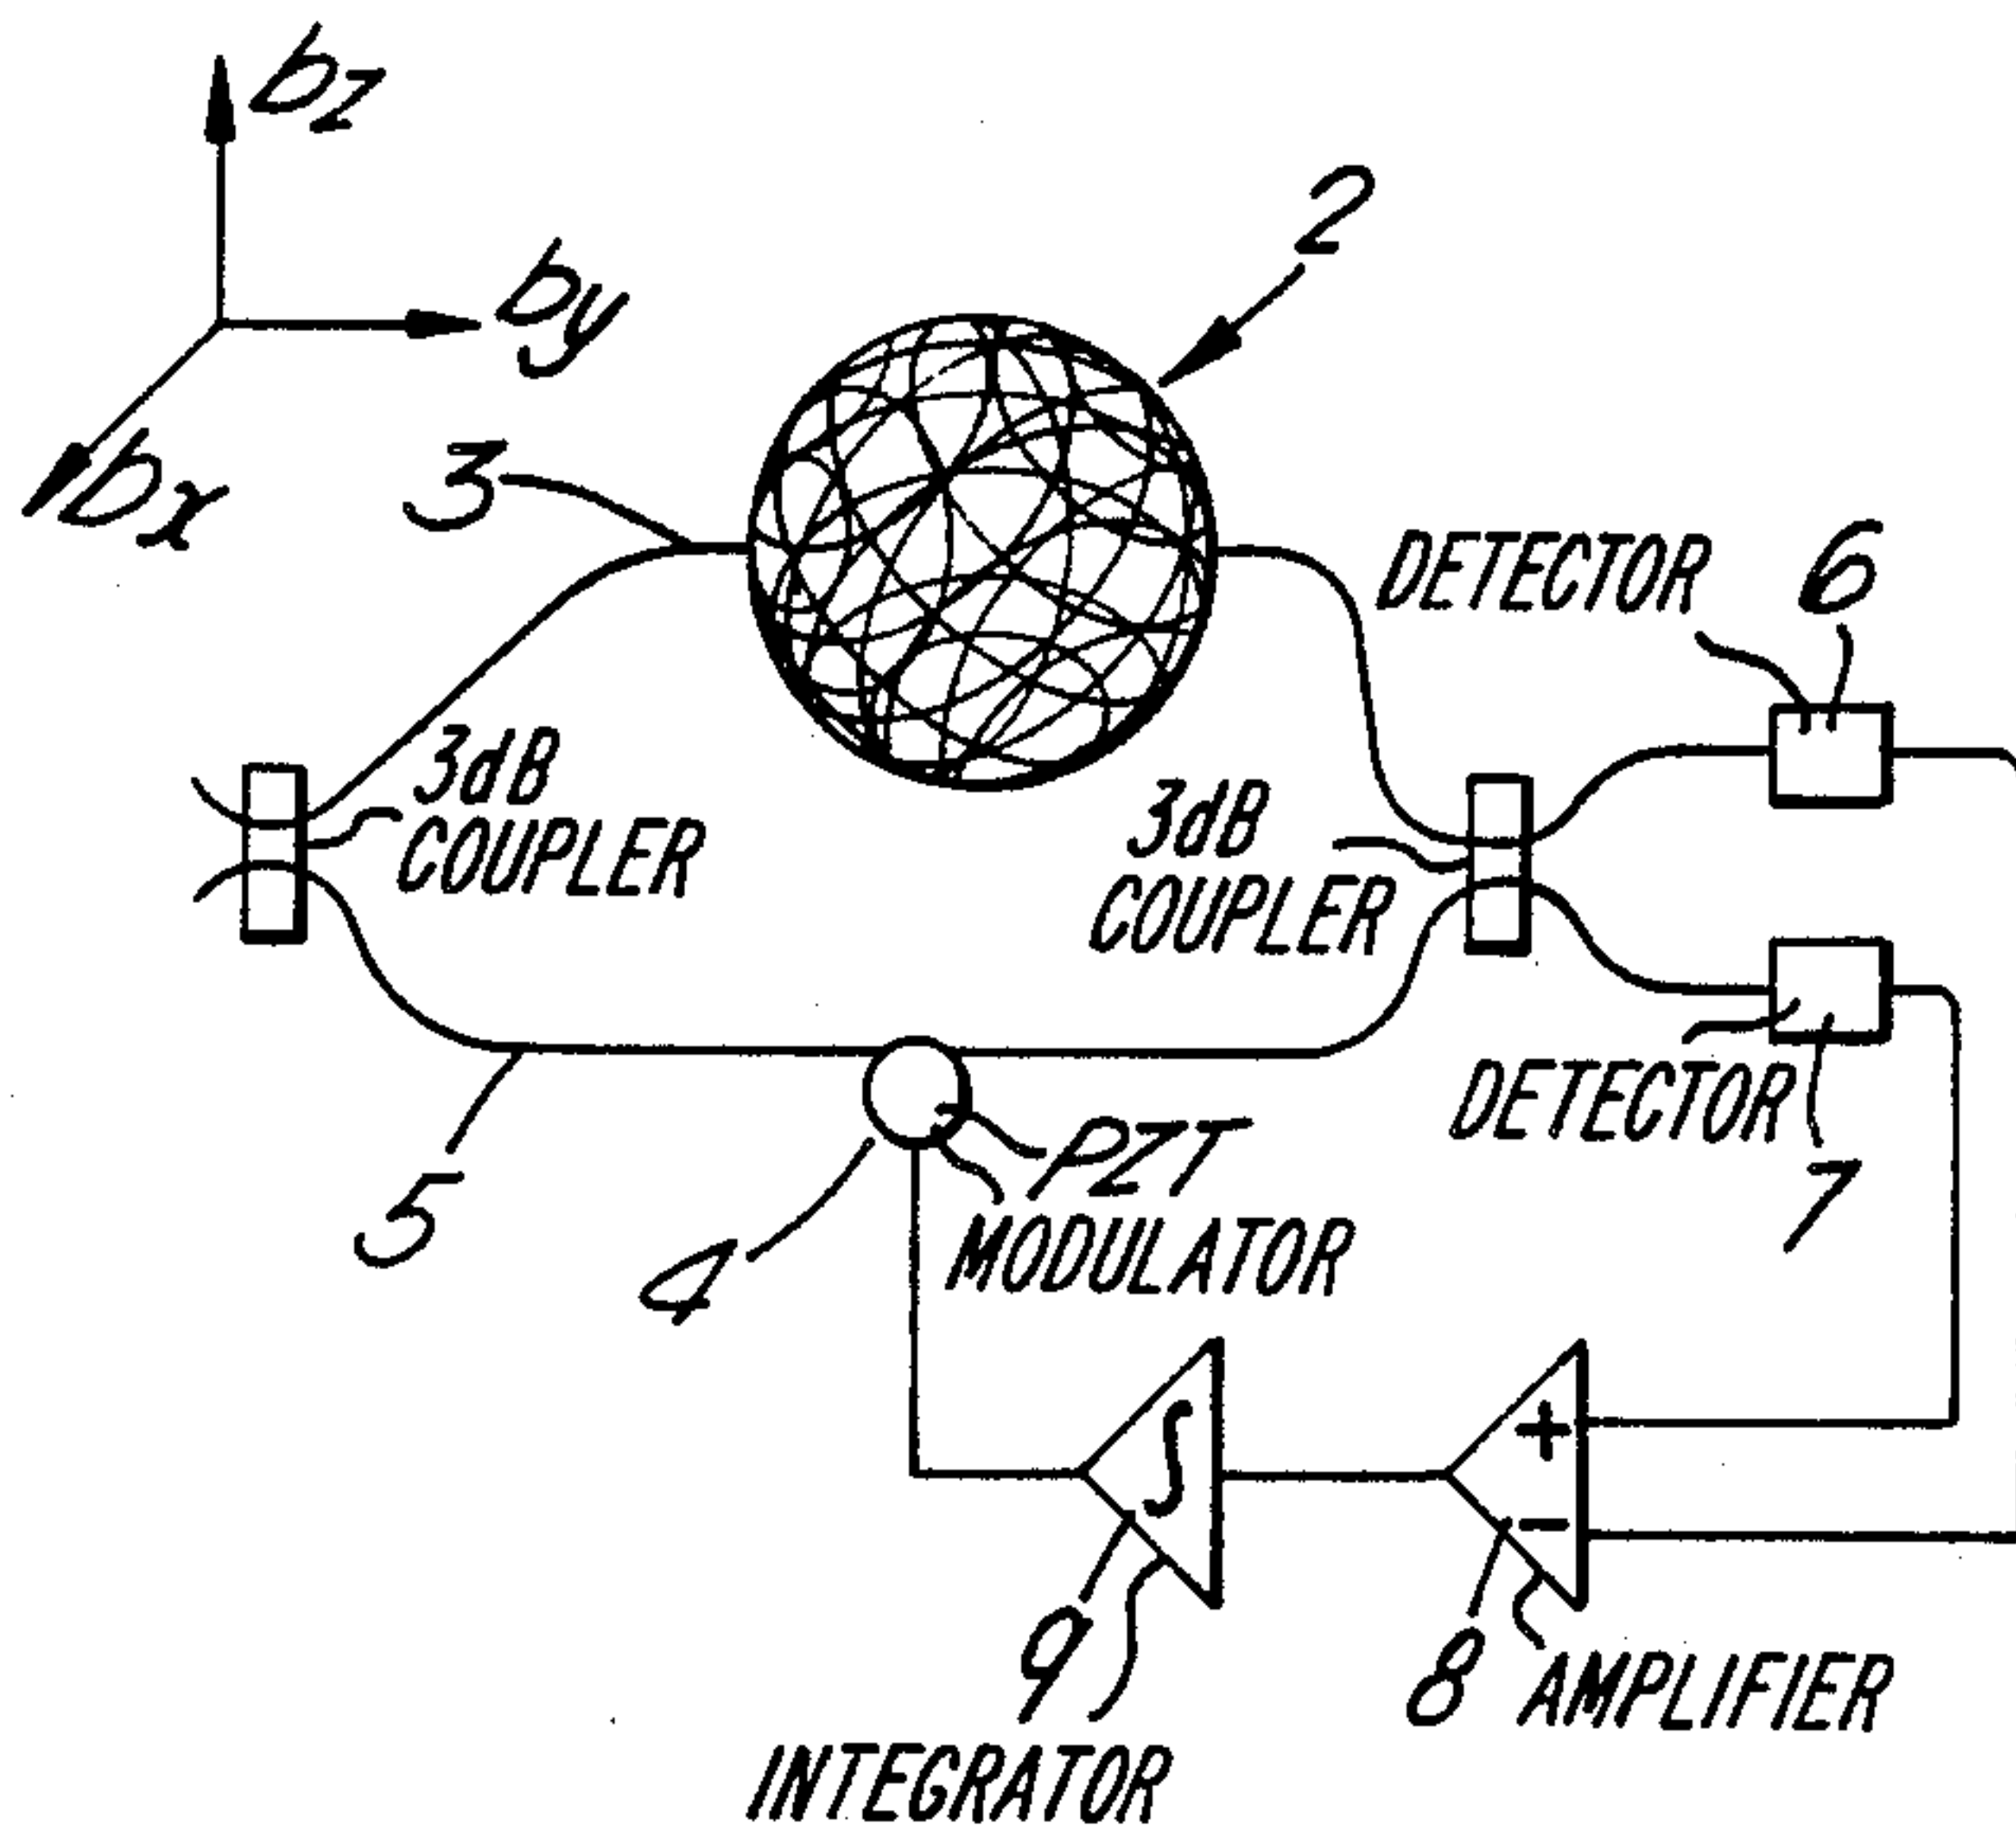 bz
by
bx
2
3
DETECTOR 6
3dB
COUPLER
3dB
COUPLER
DETECTOR
7
5
4
PZT
MODULATOR
+
∫
-
9
INTEGRATOR
8 AMPLIFIER